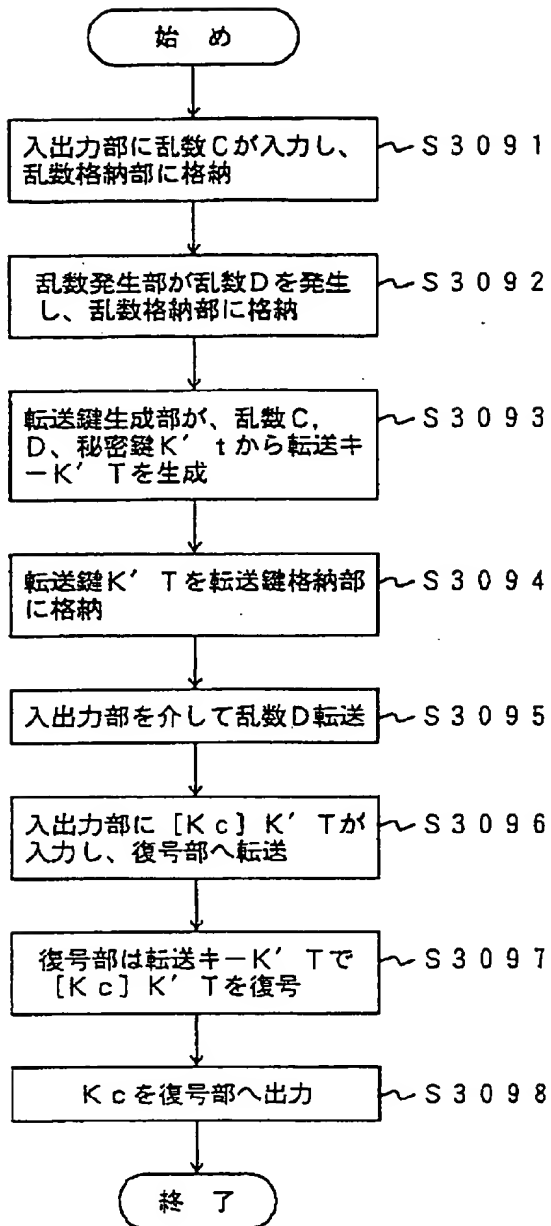 始 め
入出力部に乱数Cが入力し、
乱数格納部に格納
S3091
乱数発生部が乱数Dを発生
し、乱数格納部に格納
S3092
転送鍵生成部が、乱数C,
D、秘密鍵K′tから転送キ
ーK′Tを生成
S3093
転送鍵K′Tを転送鍵格納部
に格納
S3094
入出力部を介して乱数D転送
S3095
入出力部に[Kc]K′Tが
入力し、復号部へ転送
S3096
復号部は転送キーK′Tで
[Kc]K′Tを復号
S3097
Kcを復号部へ出力
S3098
終 了